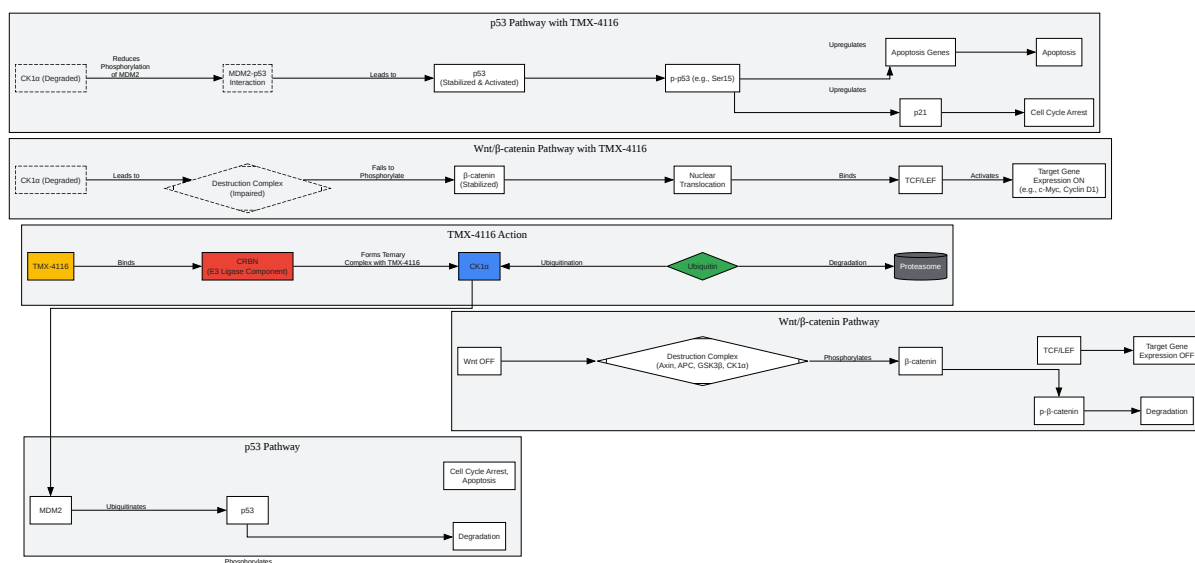 p53 Pathway with TMX-4116
CK1α (Degraded)
Reduces
Phosphorylation
of MDM2
MDM2-p53
Interaction
Leads to
p53
(Stabilized & Activated)
p-p53 (e.g., Ser15)
Upregulates
Apoptosis Genes
Apoptosis
Upregulates
p21
Cell Cycle Arrest
Wnt/β-catenin Pathway with TMX-4116
CK1α (Degraded)
Leads to
Destruction Complex
(Impaired)
Fails to
Phosphorylate
β-catenin
(Stabilized)
Nuclear
Translocation
Binds
TCF/LEF
Activates
Target Gene
Expression ON
(e.g., c-Myc, Cyclin D1)
TMX-4116 Action
TMX-4116
Binds
CRBN
(E3 Ligase Component)
Forms Ternary
Complex with TMX-4116
CK1α
Ubiquitination
Ubiquitin
Degradation
Proteasome
Wnt/β-catenin Pathway
Wnt OFF
Destruction Complex
(Axin, APC, GSK3β, CK1α)
Phosphorylates
β-catenin
TCF/LEF
Target Gene
Expression OFF
p-β-catenin
Degradation
p53 Pathway
Cell Cycle Arrest,
Apoptosis
MDM2
Ubiquitinates
p53
Degradation
Phosphorylates